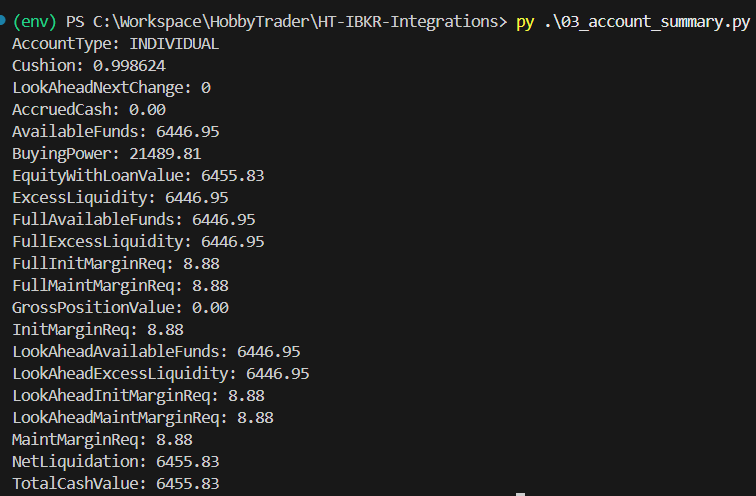 (env) PS C:\Workspace\HobbyTrader\HT-IBKR-Integrations> py .\03_account_summary.py
AccountType: INDIVIDUAL
Cushion: 0.998624
LookAheadNextChange: 0
AccruedCash: 0.00
AvailableFunds: 6446.95
BuyingPower: 21489.81
EquityWithLoanValue: 6455.83
ExcessLiquidity: 6446.95
FullAvailableFunds: 6446.95
FullExcessLiquidity: 6446.95
FullInitMarginReq: 8.88
FullMaintMarginReq: 8.88
GrossPositionValue: 0.00
InitMarginReq: 8.88
LookAheadAvailableFunds: 6446.95
LookAheadExcessLiquidity: 6446.95
LookAheadInitMarginReq: 8.88
LookAheadMaintMarginReq: 8.88
MaintMarginReq: 8.88
NetLiquidation: 6455.83
TotalCashValue: 6455.83